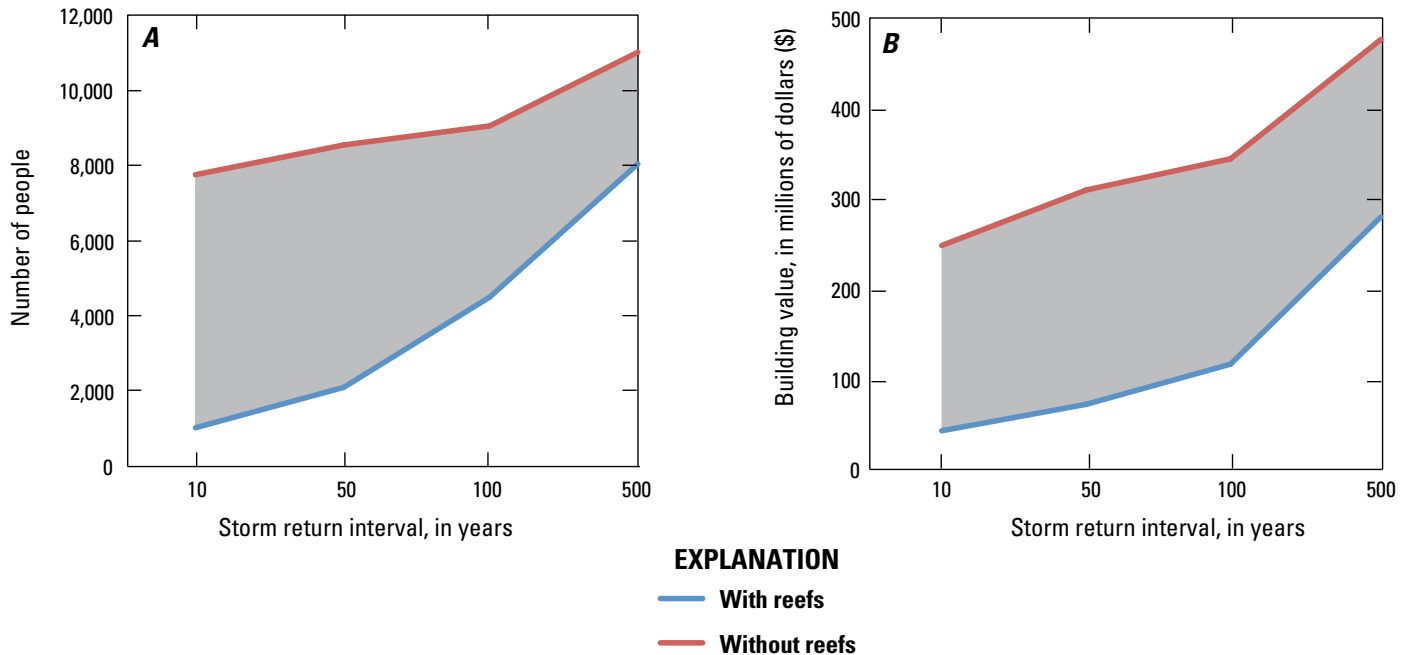 A
Number of people
12,000
10,000
8,000
6,000
4,000
2,000
0
10 50 100 500
Storm return interval, in years
B
Building value, in millions of dollars ($)
500
400
300
200
100
0
10 50 100 500
Storm return interval, in years
EXPLANATION
With reefs
Without reefs